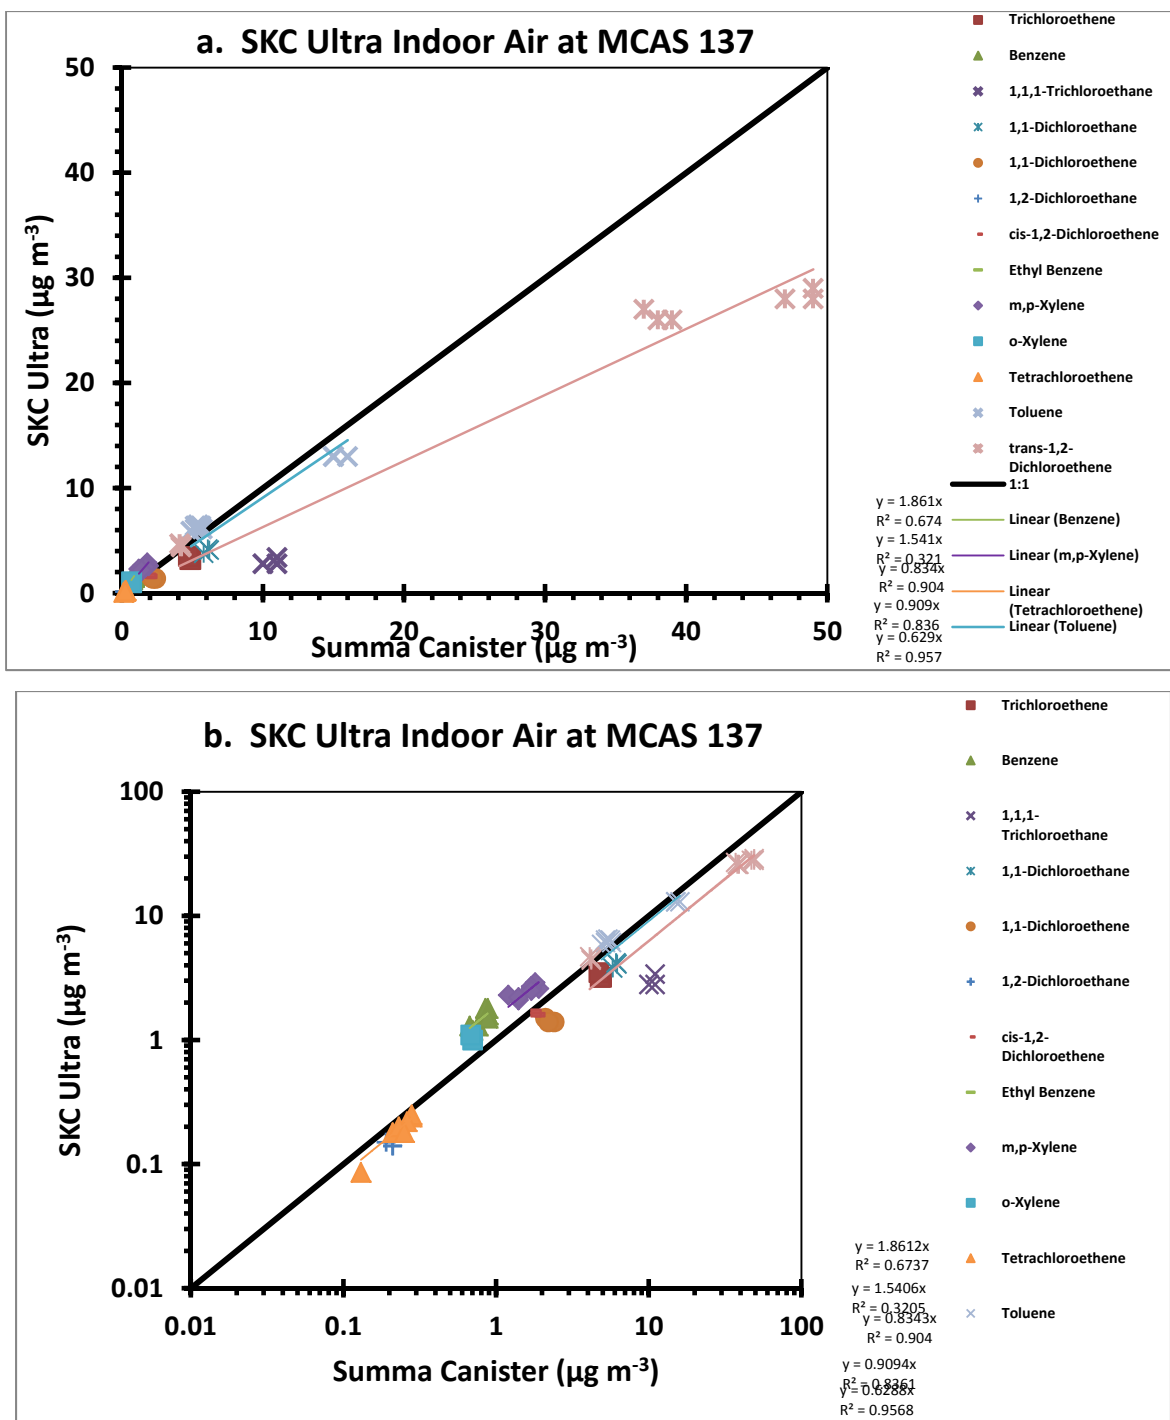 a. SKC Ultra Indoor Air at MCAS 137
50
40
30
20
10
0
SKC Ultra (µg m-3)
0 10 20 30 40 50
Summa Canister (µg m-3)
Trichloroethene
Benzene
1,1,1-Trichloroethane
1,1-Dichloroethane
1,1-Dichloroethene
1,2-Dichloroethane
cis-1,2-Dichloroethene
Ethyl Benzene
m,p-Xylene
o-Xylene
Tetrachloroethene
Toluene
trans-1,2-
Dichloroethene
1:1
Linear (Benzene)
Linear (m,p-Xylene)
Linear
(Tetrachloroethene)
Linear (Toluene)
y = 1.861x
R² = 0.674
y = 1.541x
R² = 0.321
y = 0.834x
R² = 0.904
y = 0.909x
R² = 0.836
y = 0.629x
R² = 0.957
b. SKC Ultra Indoor Air at MCAS 137
100
10
1
0.1
0.01
SKC Ultra (µg m-3)
0.01 0.1 1 10 100
Summa Canister (µg m-3)
Trichloroethene
Benzene
1,1,1-
Trichloroethane
1,1-Dichloroethane
1,1-Dichloroethene
1,2-Dichloroethane
cis-1,2-
Dichloroethene
Ethyl Benzene
m,p-Xylene
o-Xylene
Tetrachloroethene
Toluene
y = 1.8612x
R² = 0.6737
y = 1.5406x
R² = 0.3205
y = 0.8343x
R² = 0.904
y = 0.9094x
R² = 0.8361
y = 0.6288x
R² = 0.9568